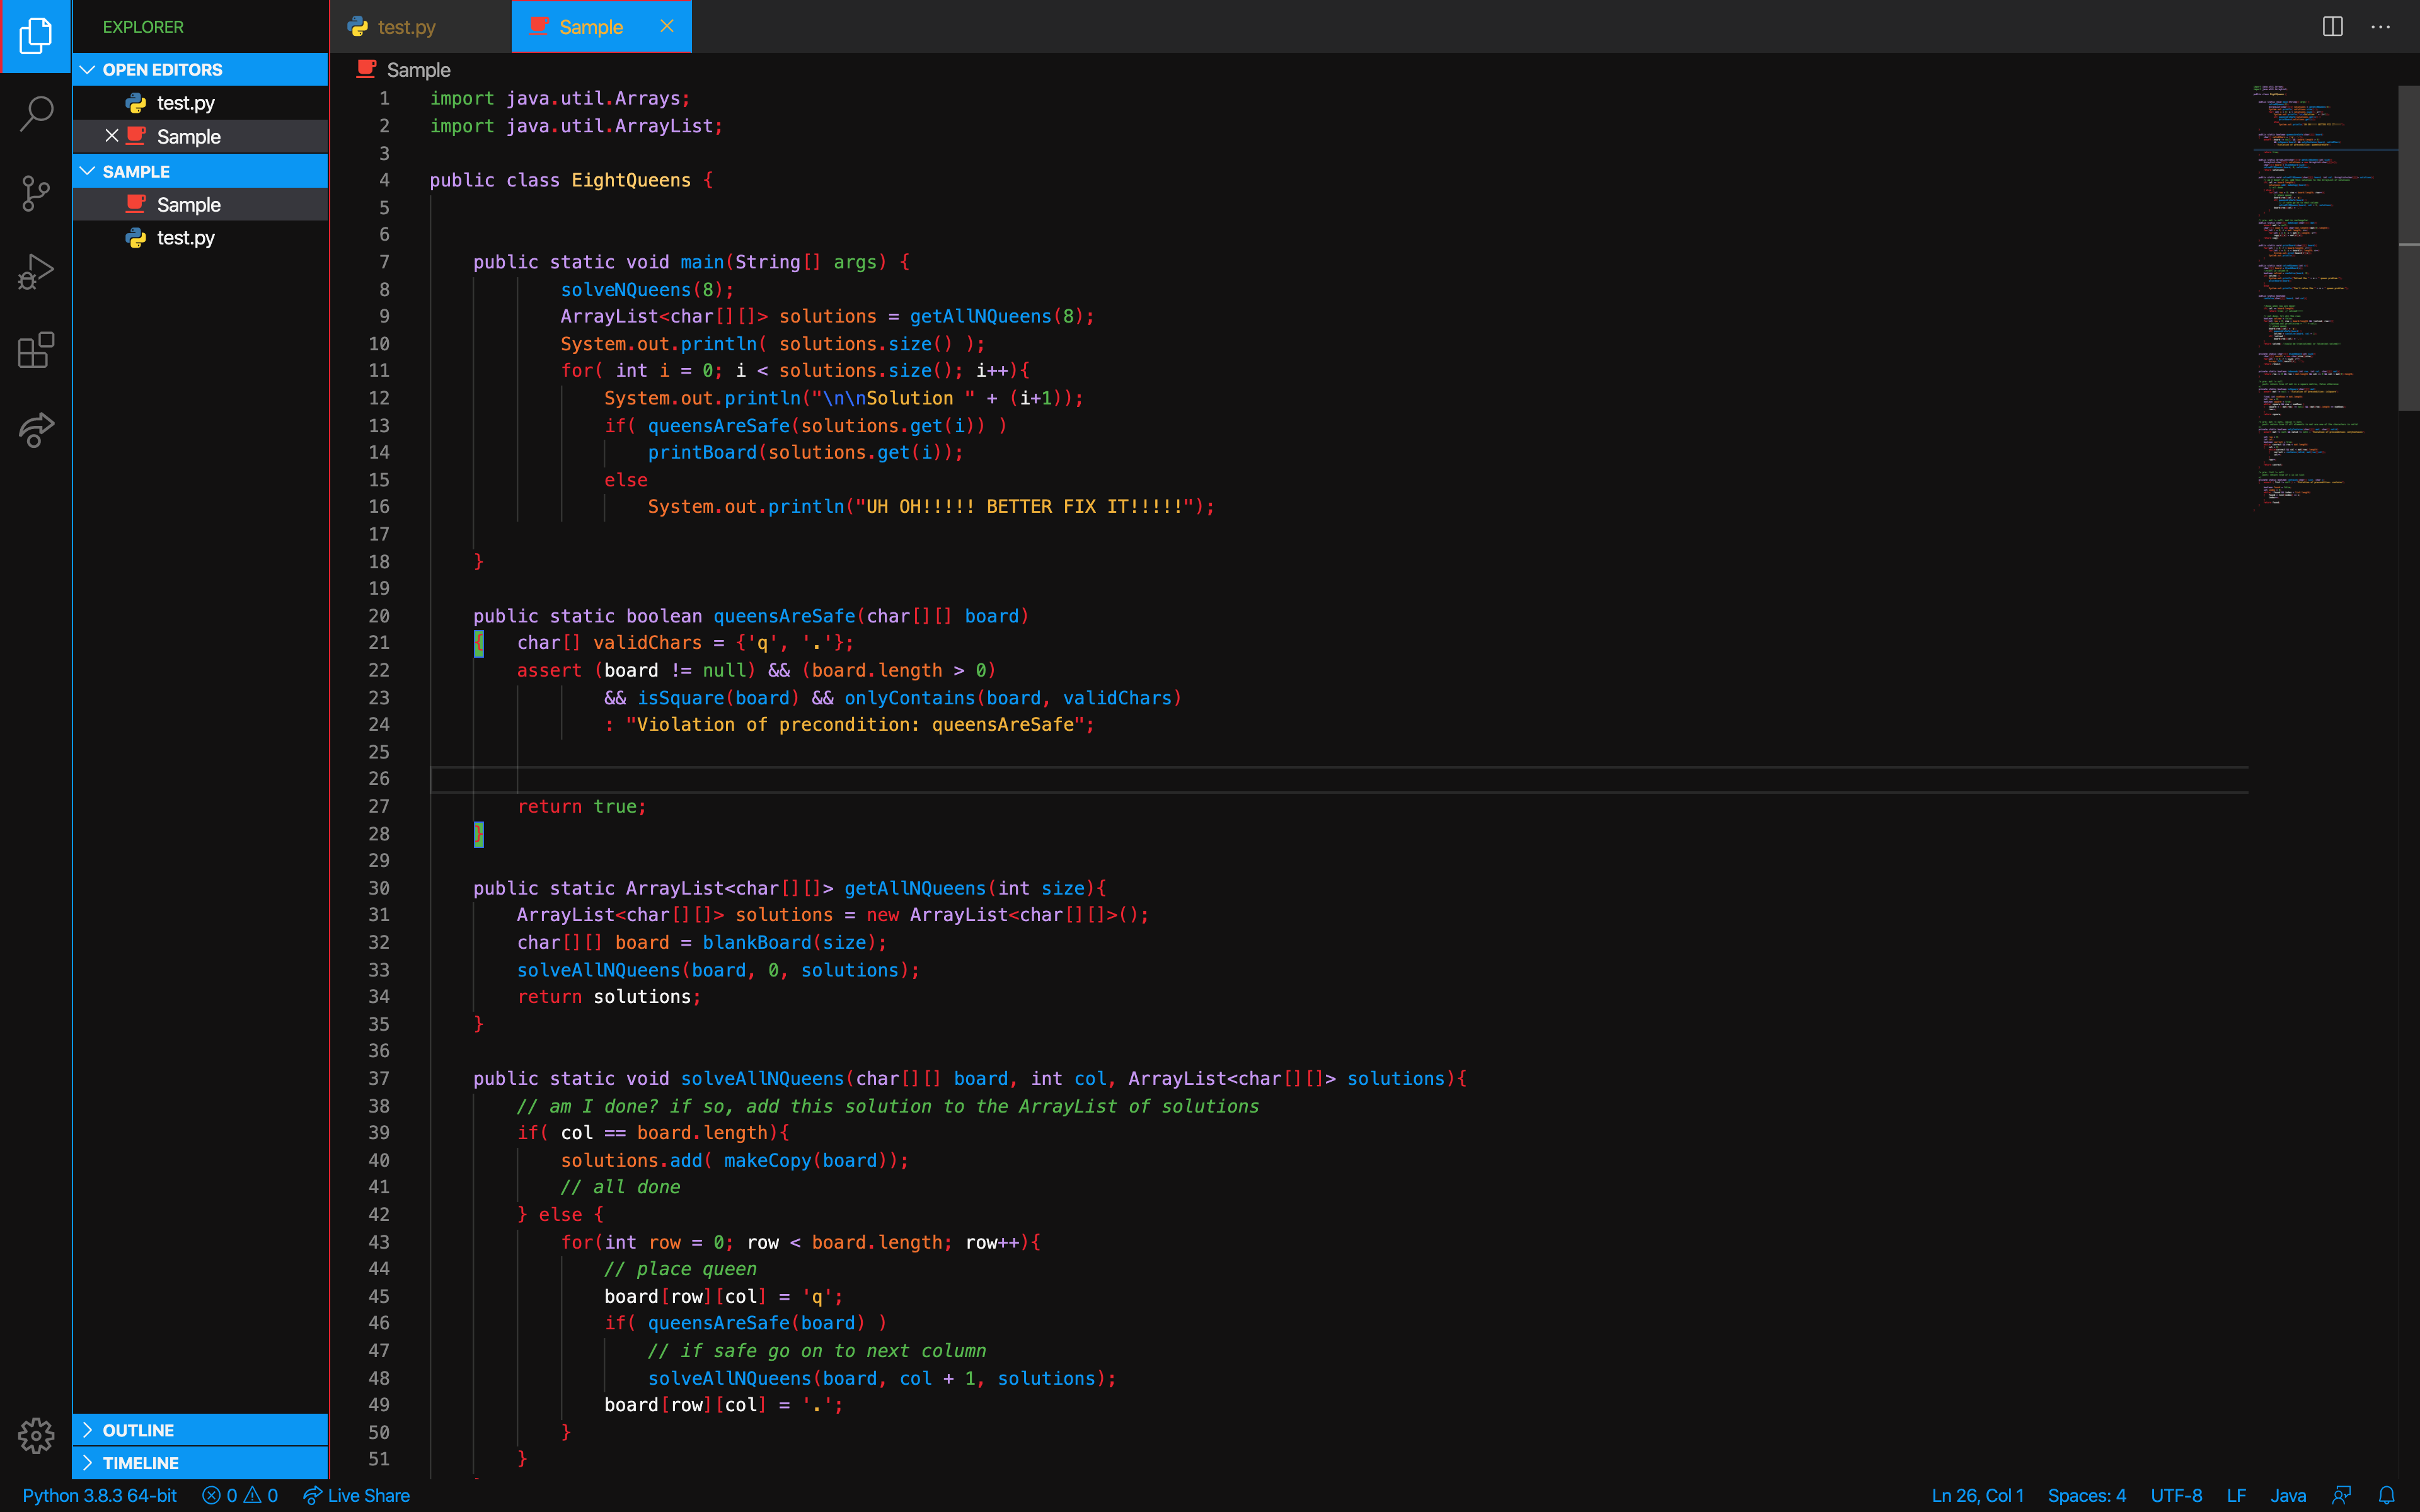 EXPLORER
OPEN EDITORS
test.py
Sample
SAMPLE
Sample
test.py
OUTLINE
TIMELINE
test.py
Sample
Sample
1 import java.util.Arrays;
2 import java.util.ArrayList;
3
4 public class EightQueens {
5
6
7 public static void main(String[] args) {
8 solveNQueens(8);
9 ArrayList<char[][]> solutions = getAllNQueens(8);
10 System.out.println( solutions.size() );
11 for( int i = 0; i < solutions.size(); i++){
12 System.out.println("\n\nSolution " + (i+1));
13 if( queensAreSafe(solutions.get(i)) )
14 printBoard(solutions.get(i));
15 else
16 System.out.println("UH OH!!!!! BETTER FIX IT!!!!!");
17
18 }
19
20 public static boolean queensAreSafe(char[][] board)
21 { char[] validChars = {'q', '.'};
22 assert (board != null) && (board.length > 0)
23 && isSquare(board) && onlyContains(board, validChars)
24 : "Violation of precondition: queensAreSafe";
25
26
27 return true;
28 }
29
30 public static ArrayList<char[][]> getAllNQueens(int size){
31 ArrayList<char[][]> solutions = new ArrayList<char[][]>();
32 char[][] board = blankBoard(size);
33 solveAllNQueens(board, 0, solutions);
34 return solutions;
35 }
36
37 public static void solveAllNQueens(char[][] board, int col, ArrayList<char[][]> solutions){
38 // am I done? if so, add this solution to the ArrayList of solutions
39 if( col == board.length){
40 solutions.add( makeCopy(board));
41 // all done
42 } else {
43 for(int row = 0; row < board.length; row++){
44 // place queen
45 board[row][col] = 'q';
46 if( queensAreSafe(board) )
47 // if safe go on to next column
48 solveAllNQueens(board, col + 1, solutions);
49 board[row][col] = '.';
50 }
51 }
Python 3.8.3 64-bit 0 0 Live Share Ln 26, Col 1 Spaces: 4 UTF-8 LF Java